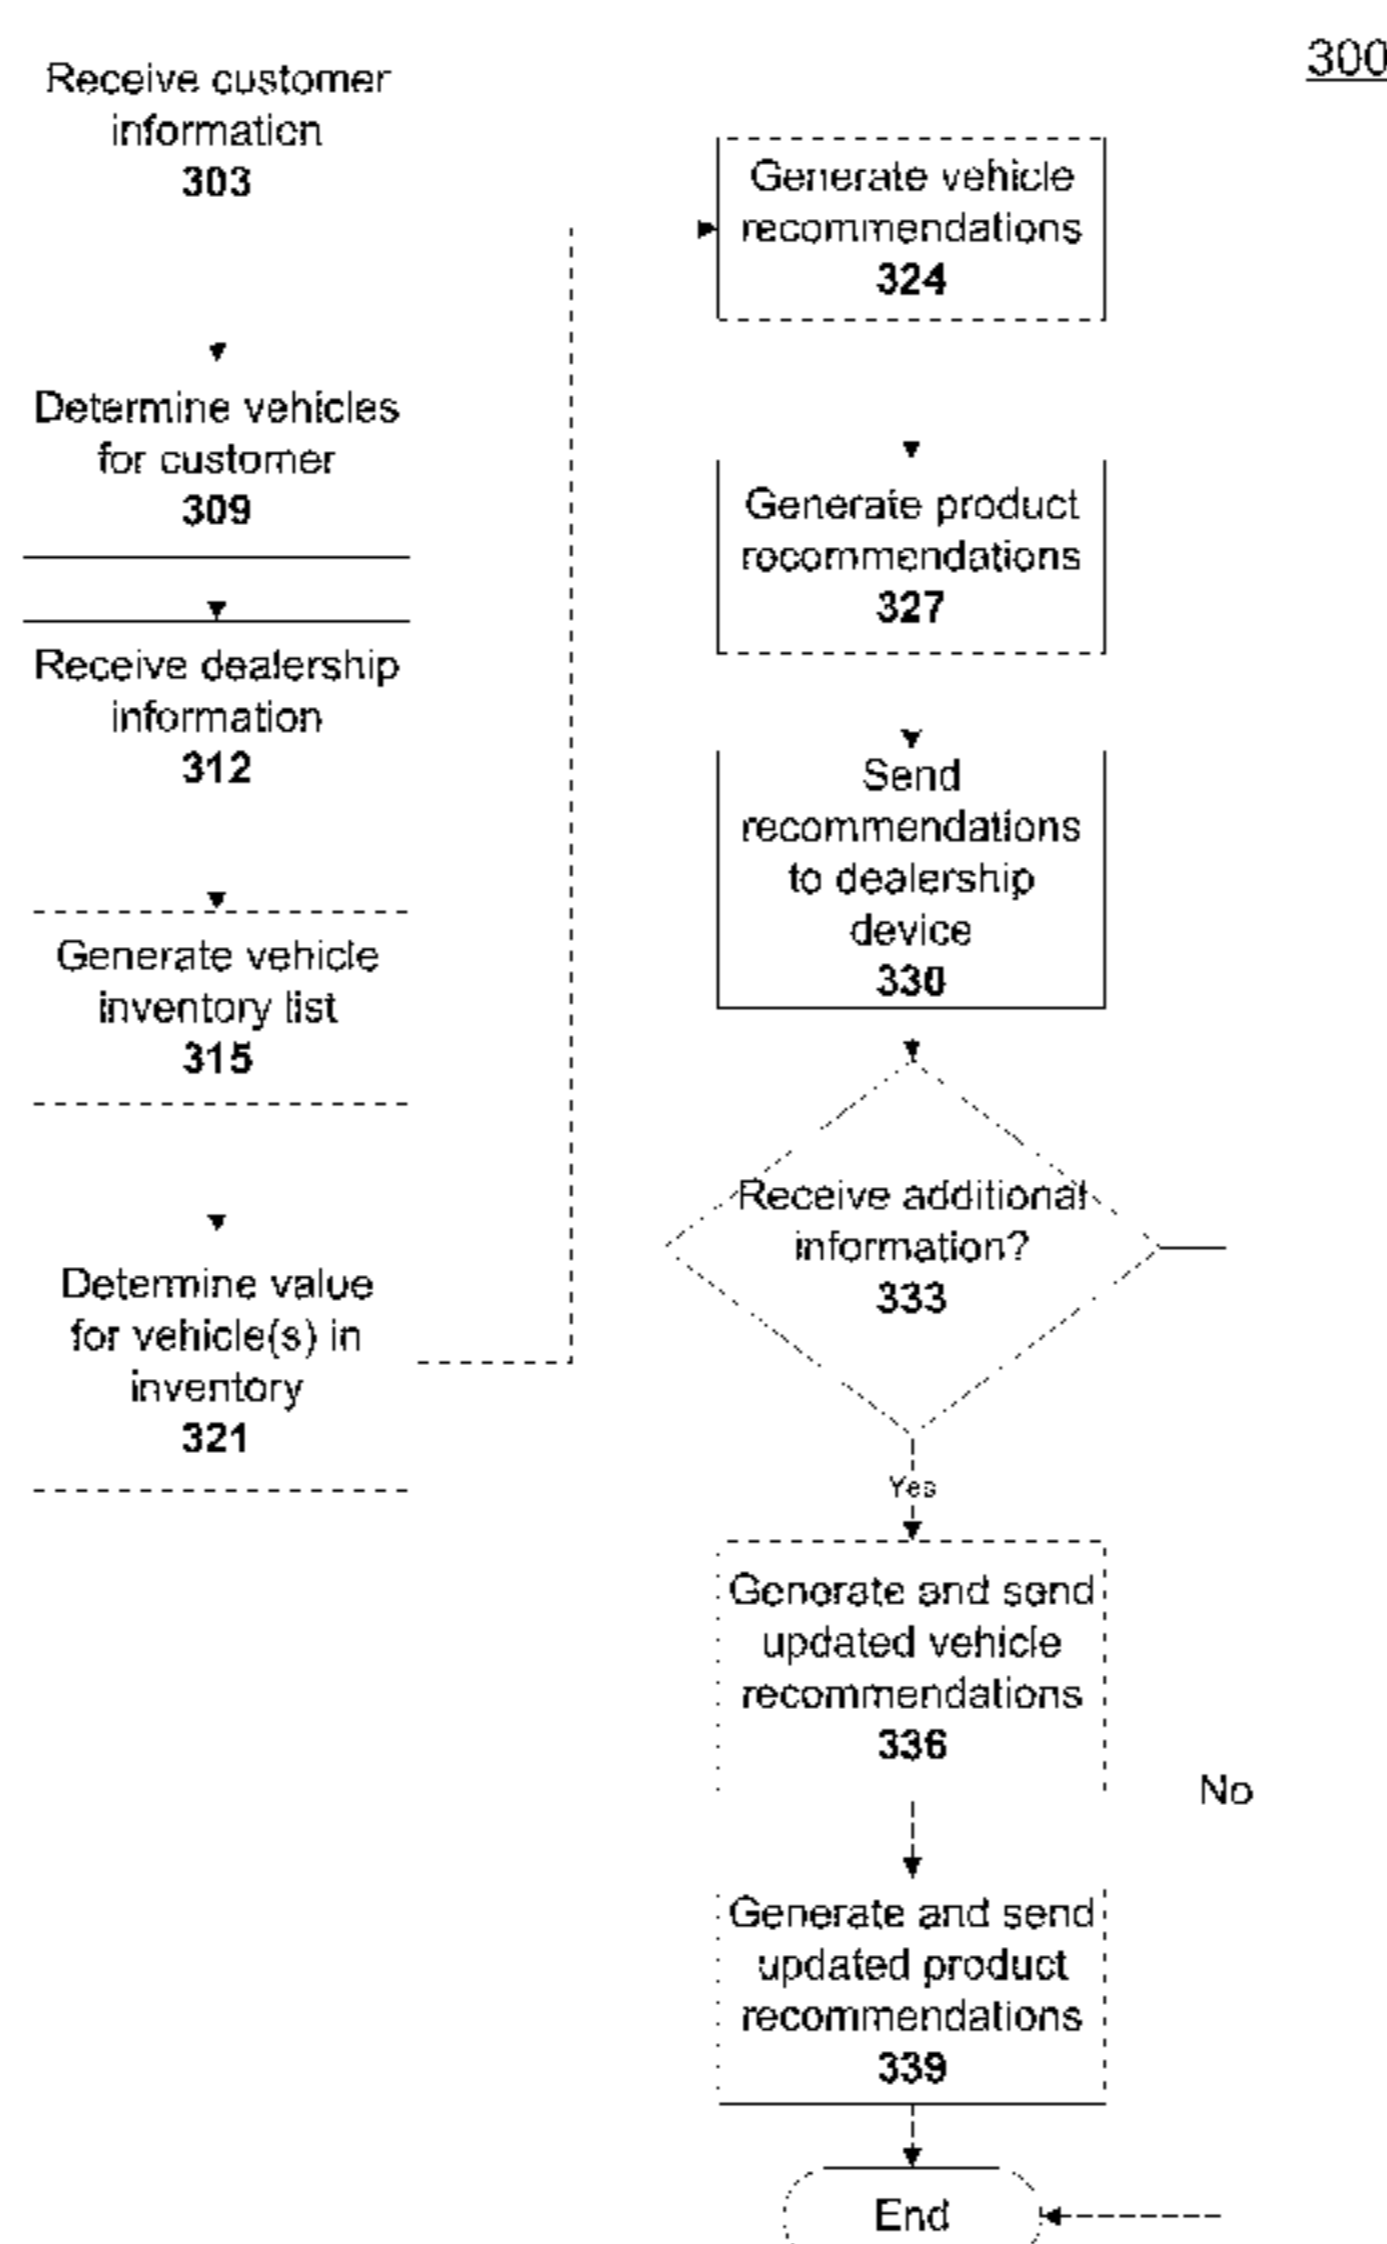 300
Receive customer
information
303
Determine vehicles
for customer
309
Receive dealership
information
312
Generate vehicle
inventory list
315
Determine value
for vehicle(s) in
inventory
321
Generate vehicle
recommendations
324
Generate product
recommendations
327
Send
recommendations
to dealership
device
330
Receive additional
information?
333
Yes
Generate and send
updated vehicle
recommendations
336
No
Generate and send
updated product
recommendations
339
End